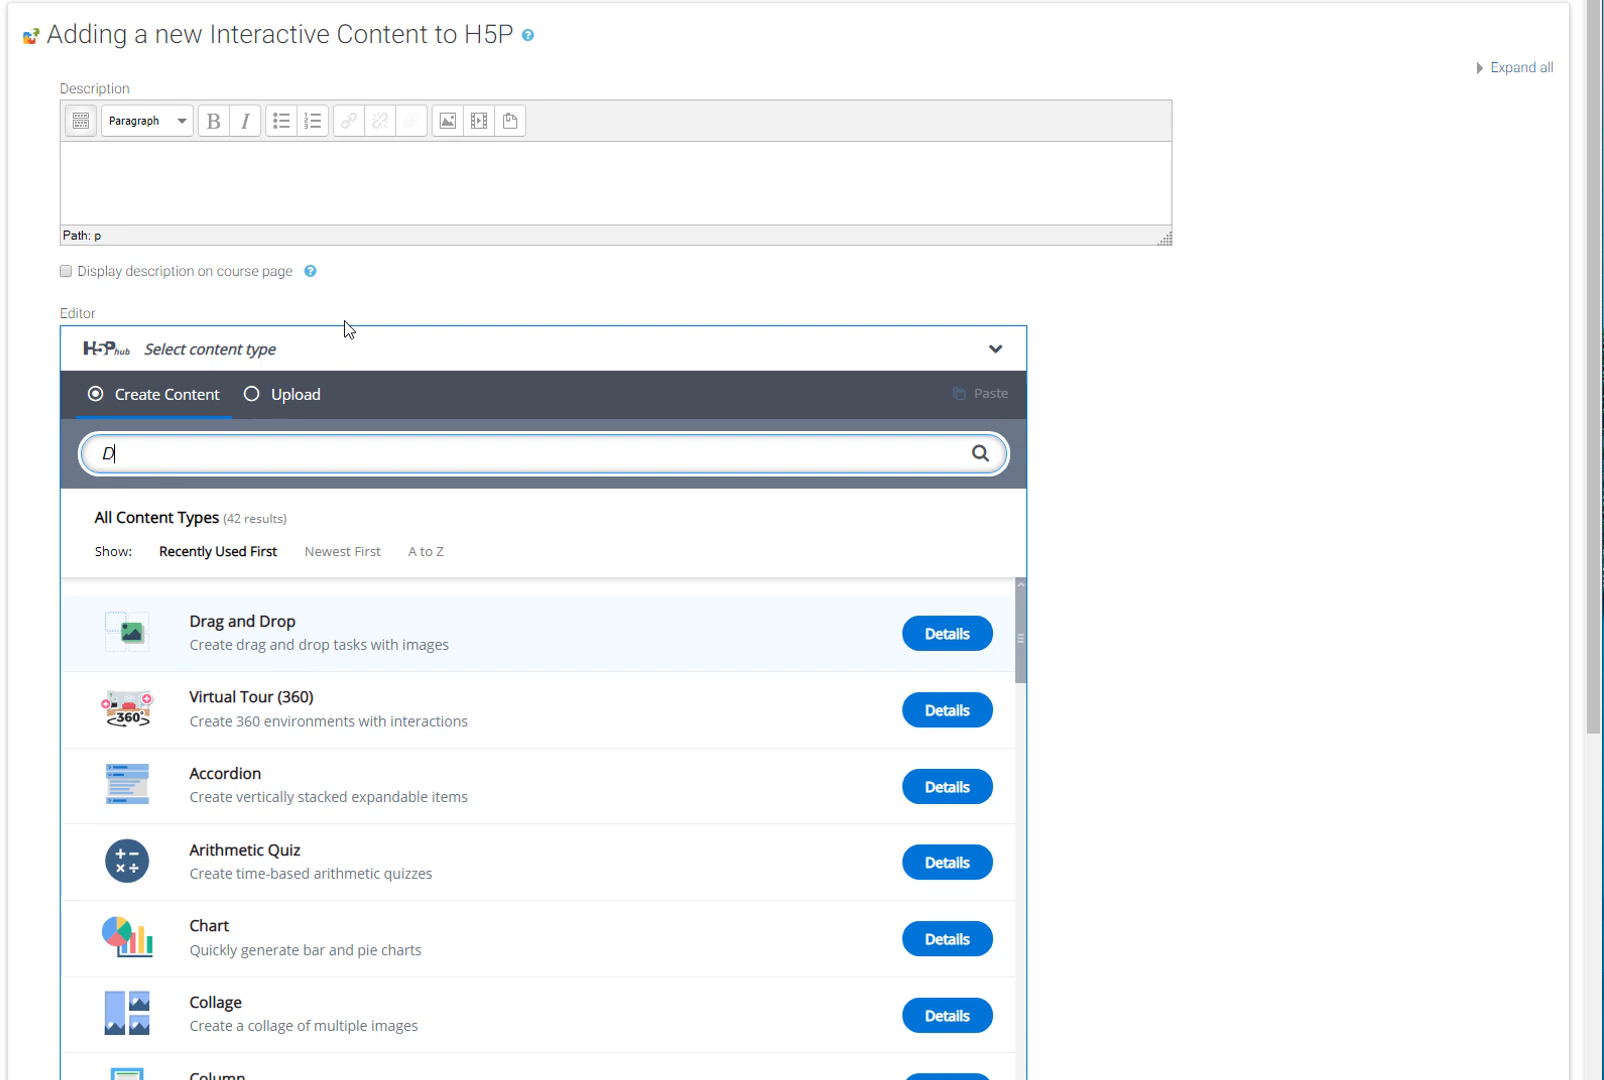 Adding a new Interactive Content to H5P
Expand all
Description
Paragraph
B I
Path: p
Display description on course page
Editor
H5P hub Select content type
Create Content Upload Paste
D
All Content Types (42 results)
Show: Recently Used First Newest First A to Z
Drag and Drop
Create drag and drop tasks with images
Details
Virtual Tour (360)
Create 360 environments with interactions
Details
360°
Accordion
Create vertically stacked expandable items
Details
Arithmetic Quiz
Create time-based arithmetic quizzes
Details
Chart
Quickly generate bar and pie charts
Details
Collage
Create a collage of multiple images
Details
Column